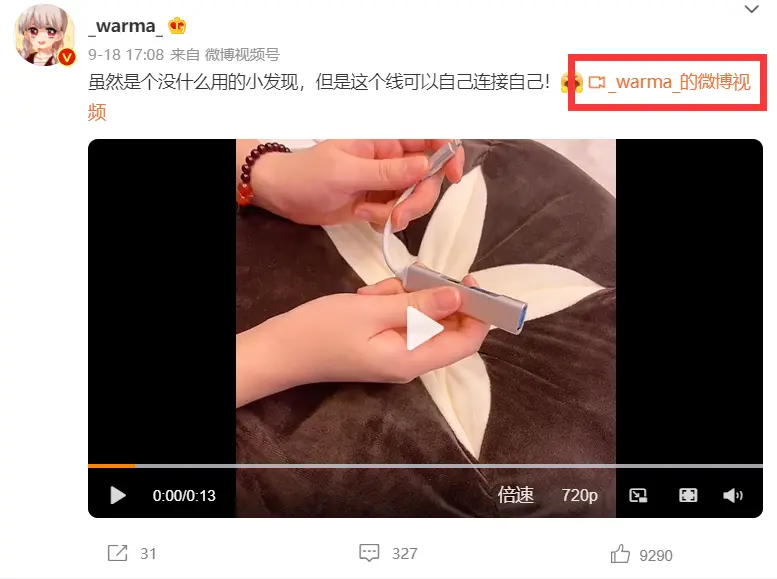 _warma_
9-18 17:08 来自 微博视频号
虽然是个没什么用的小发现，但是这个线可以自己连接自己！ _warma_的微博视
频
0:00/0:13 倍速 720p
31 327 9290